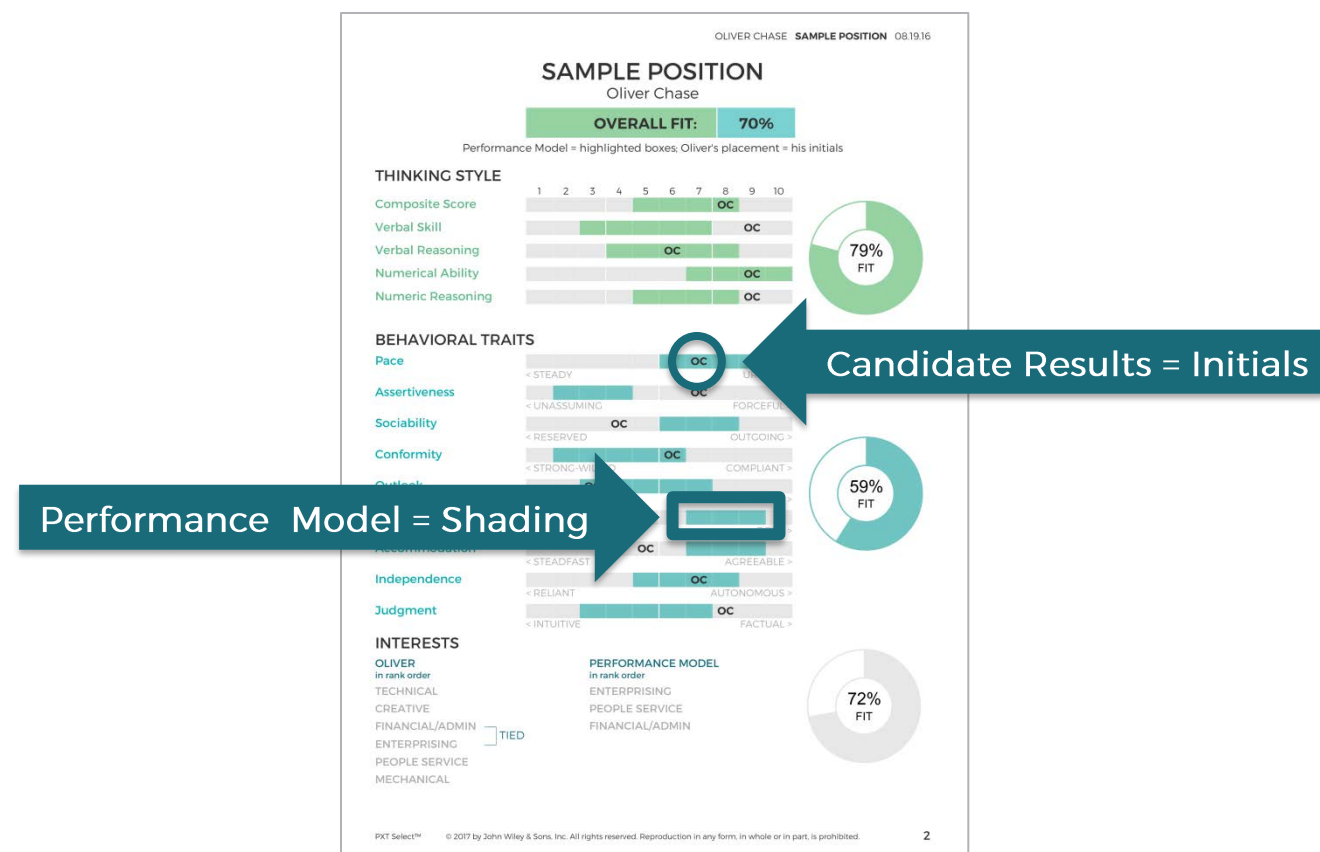 OLIVER CHASE SAMPLE POSITION 08.19.16
SAMPLE POSITION
Oliver Chase
OVERALL FIT: 70%
Performance Model = highlighted boxes; Oliver's placement = his initials
THINKING STYLE
1 2 3 4 5 6 7 8 9 10
Composite Score OC
Verbal Skill OC
Verbal Reasoning OC
Numerical Ability OC
Numeric Reasoning OC
79%
FIT
BEHAVIORAL TRAITS
Pace OC
< STEADY
Candidate Results = Initials
Assertiveness OC
< UNASSUMING FORCEFUL
Sociability OC
< RESERVED OUTGOING >
Conformity OC
COMPLIANT >
Outlook
Performance Model = Shading
59%
FIT
Accommodation OC
< STEADFAST AGREEABLE >
Independence OC
< RELIANT AUTONOMOUS >
Judgment OC
< INTUITIVE FACTUAL >
INTERESTS
OLIVER
in rank order
TECHNICAL
CREATIVE
FINANCIAL/ADMIN
ENTERPRISING
TIED
PEOPLE SERVICE
MECHANICAL
PERFORMANCE MODEL
in rank order
ENTERPRISING
PEOPLE SERVICE
FINANCIAL/ADMIN
72%
FIT
PXT Select™ © 2017 by John Wiley & Sons, Inc. All rights reserved. Reproduction in any form, in whole or in part, is prohibited. 2